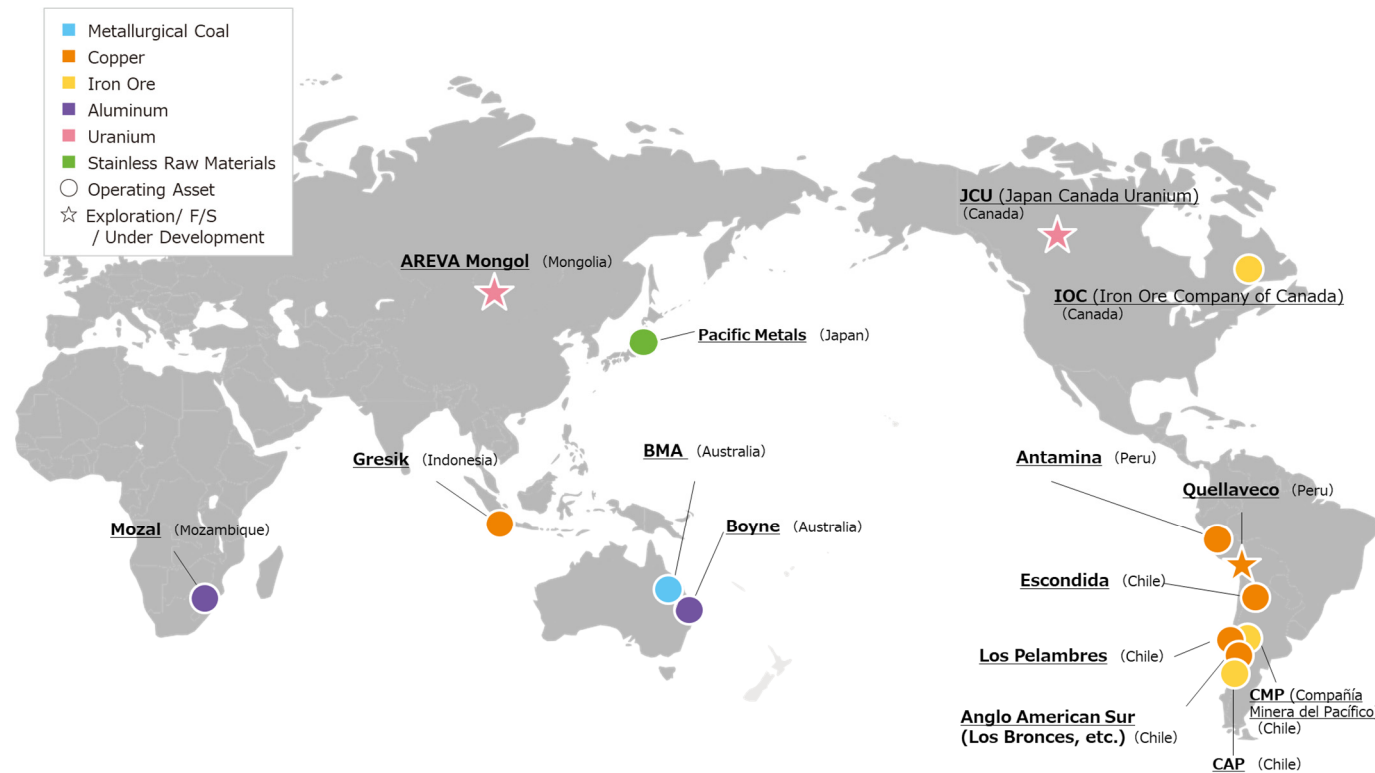 Metallurgical Coal
Copper
Iron Ore
Aluminum
Uranium
Stainless Raw Materials
Operating Asset
Exploration/ F/S
/ Under Development
JCU (Japan Canada Uranium)
(Canada)
AREVA Mongol (Mongolia)
IOC (Iron Ore Company of Canada)
(Canada)
Pacific Metals (Japan)
Gresik (Indonesia)
BMA (Australia)
Antamina (Peru)
Quellaveco (Peru)
Mozal (Mozambique)
Boyne (Australia)
Escondida (Chile)
Los Pelambres (Chile)
CMP (Compañía
Minera del Pacífico)
(Chile)
Anglo American Sur
(Los Bronces, etc.) (Chile)
CAP (Chile)